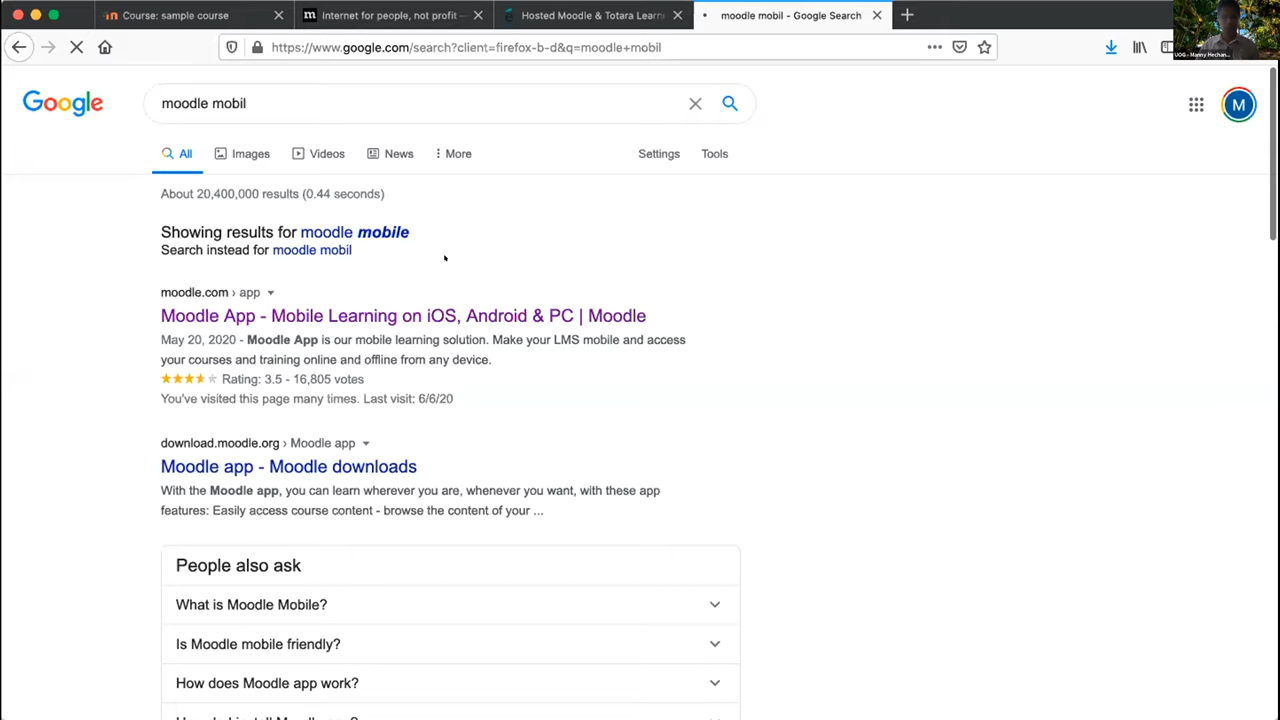 Course: sample course
Internet for people, not profit —
Hosted Moodle & Totara Learn
moodle mobil - Google Search
https://www.google.com/search?client=firefox-b-d&q=moodle+mobil
Google
moodle mobil
M
All
Images
Videos
News
More
Settings
Tools
About 20,400,000 results (0.44 seconds)
Showing results for moodle mobile
Search instead for moodle mobil
moodle.com › app
Moodle App - Mobile Learning on iOS, Android & PC | Moodle
May 20, 2020 - Moodle App is our mobile learning solution. Make your LMS mobile and access
your courses and training online and offline from any device.
Rating: 3.5 - 16,805 votes
You've visited this page many times. Last visit: 6/6/20
download.moodle.org › Moodle app
Moodle app - Moodle downloads
With the Moodle app, you can learn wherever you are, whenever you want, with these app
features: Easily access course content - browse the content of your ...
People also ask
What is Moodle Mobile?
Is Moodle mobile friendly?
How does Moodle app work?